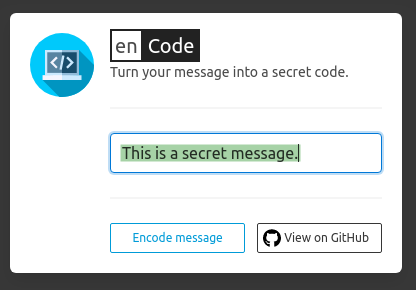 en Code
Turn your message into a secret code.
This is a secret message.
Encode message
View on GitHub